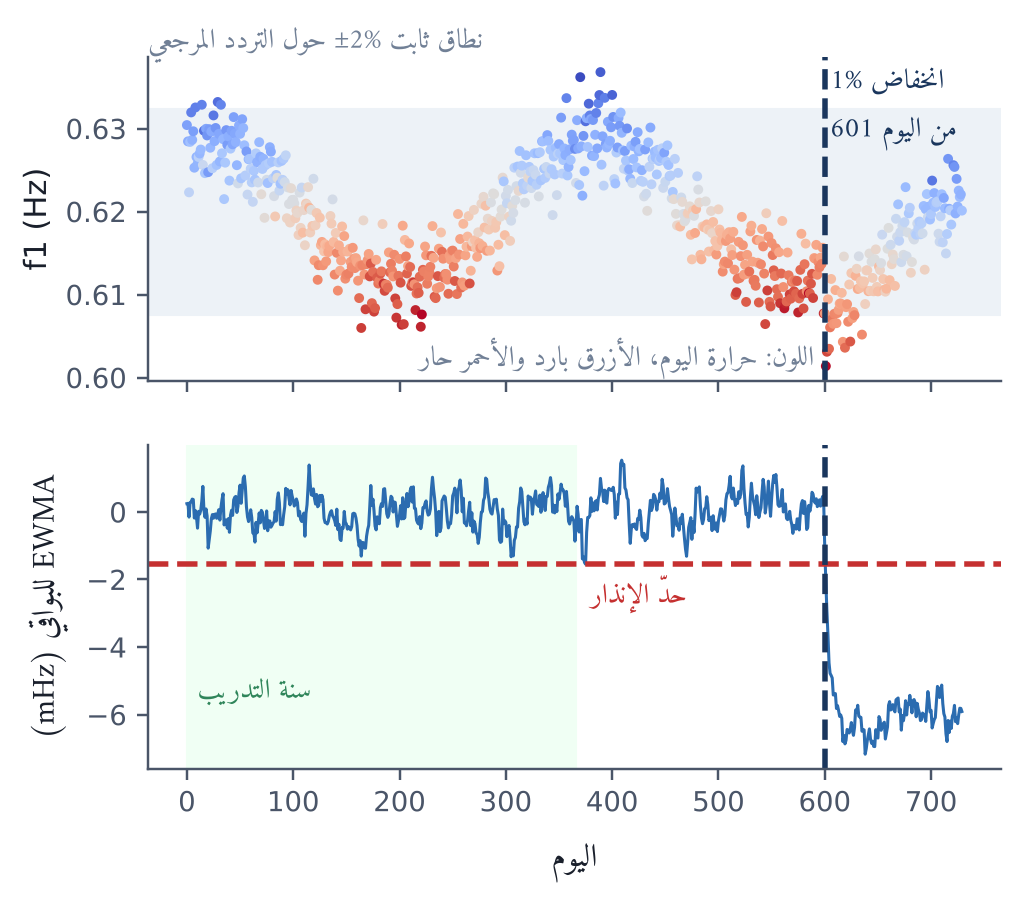 نطاق ثابت ±2% حول التردد المرجعي
انخفاض 1%
من اليوم 601
0.63
0.62
0.61
0.60
f1 (Hz)
اللون: حرارة اليوم، الأزرق بارد والأحمر حار
0
−2
−4
−6
EWMA للبواقي (mHz)
حدّ الإنذار
سنة التدريب
0 100 200 300 400 500 600 700
اليوم